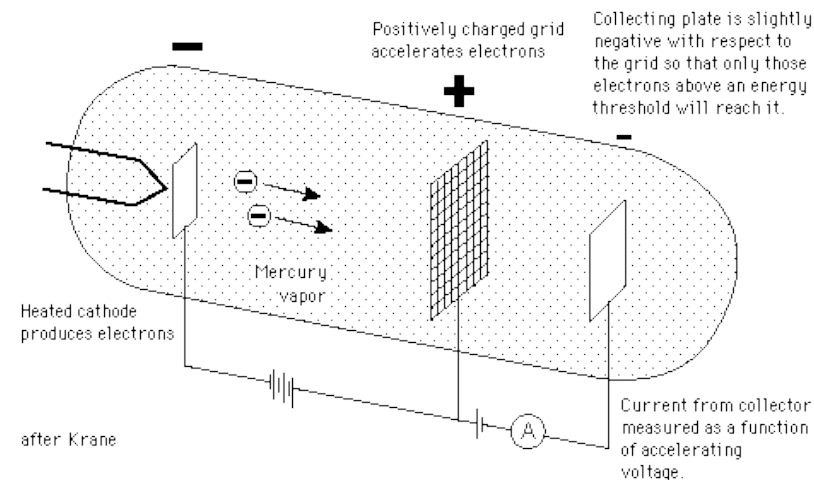 Positively charged grid
accelerates electrons
Collecting plate is slightly
negative with respect to
the grid so that only those
electrons above an energy
threshold will reach it.
Mercury
vapor
Heated cathode
produces electrons
A
Current from collector
measured as a function
of accelerating
voltage.
after Krane